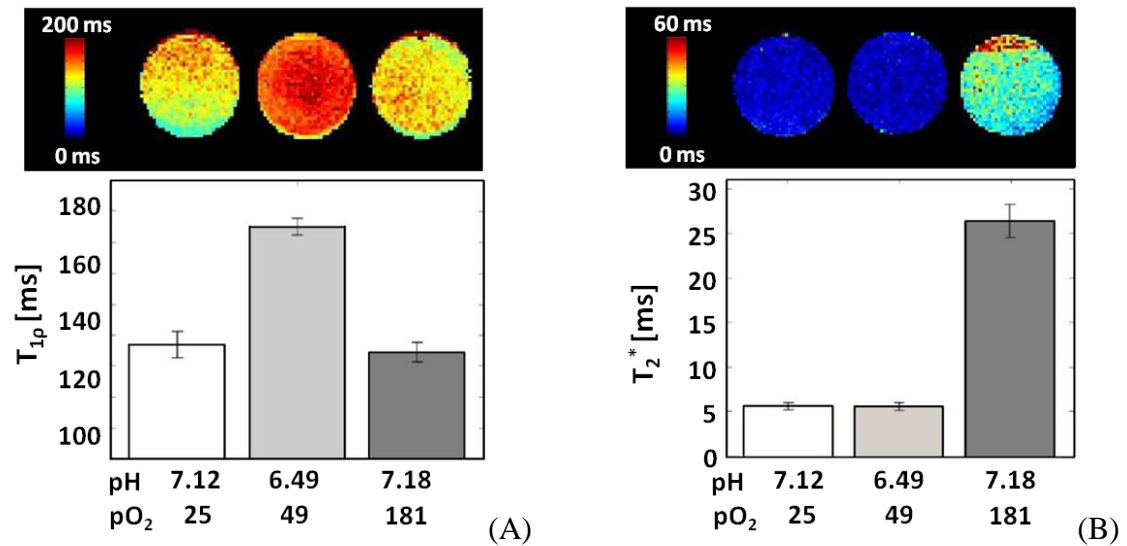 200 ms
0 ms
T1ρ [ms]
180
160
140
120
100
pH 7.12 6.49 7.18
pO2 25 49 181
(A)
60 ms
0 ms
T2* [ms]
30
25
20
15
10
5
0
pH 7.12 6.49 7.18
pO2 25 49 181
(B)